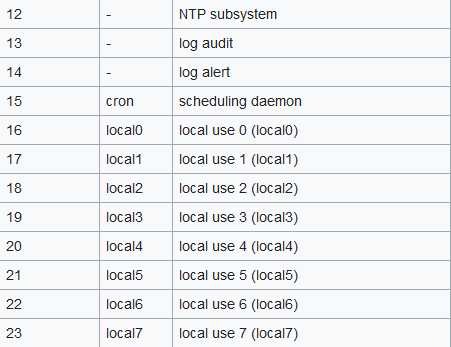 12 - NTP subsystem
13 - log audit
14 - log alert
15 cron scheduling daemon
16 local0 local use 0 (local0)
17 local1 local use 1 (local1)
18 local2 local use 2 (local2)
19 local3 local use 3 (local3)
20 local4 local use 4 (local4)
21 local5 local use 5 (local5)
22 local6 local use 6 (local6)
23 local7 local use 7 (local7)